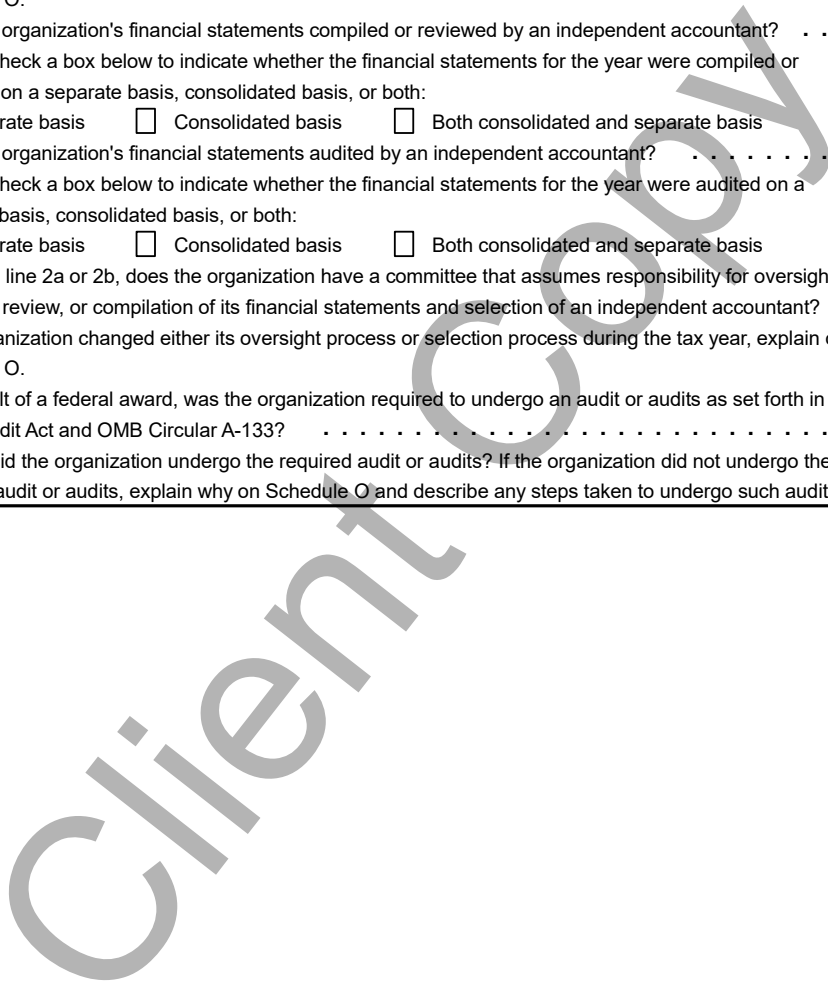 O.
organization's financial statements compiled or reviewed by an independent accountant? . .
heck a box below to indicate whether the financial statements for the year were compiled or
on a separate basis, consolidated basis, or both:
rate basis Consolidated basis Both consolidated and separate basis
organization's financial statements audited by an independent accountant? . . . . . . . .
heck a box below to indicate whether the financial statements for the year were audited on a
basis, consolidated basis, or both:
rate basis Consolidated basis Both consolidated and separate basis
line 2a or 2b, does the organization have a committee that assumes responsibility for oversigh
review, or compilation of its financial statements and selection of an independent accountant?
anization changed either its oversight process or selection process during the tax year, explain o
O.
lt of a federal award, was the organization required to undergo an audit or audits as set forth in
dit Act and OMB Circular A-133? . . . . . . . . . . . . . . . . . . . . . . . . . . . .
id the organization undergo the required audit or audits? If the organization did not undergo the
audit or audits, explain why on Schedule O and describe any steps taken to undergo such audit
Client Copy